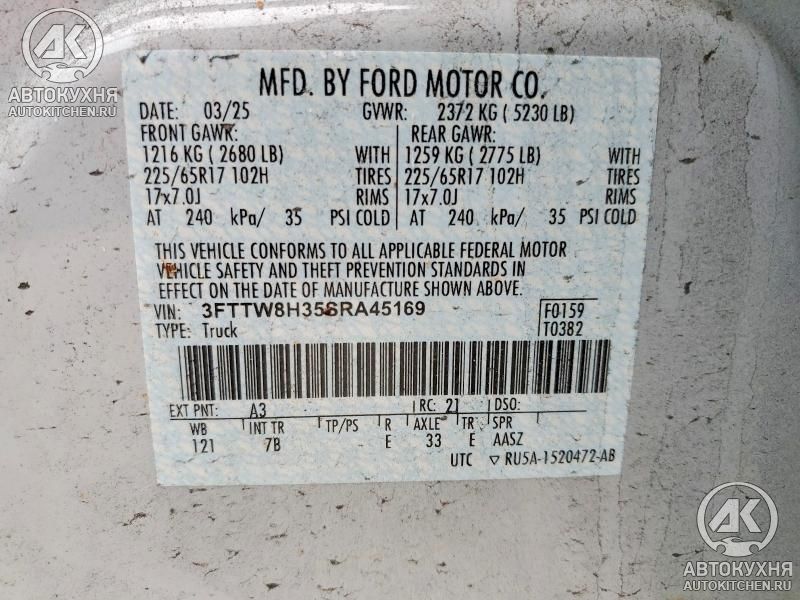 АК
АВТОКУХНЯ
AUTOKITCHEN.RU
MFD. BY FORD MOTOR CO.
DATE: 03/25 GVWR: 2372 KG ( 5230 LB)
FRONT GAWR: REAR GAWR:
1216 KG ( 2680 LB) WITH 1259 KG ( 2775 LB) WITH
225/65R17 102H TIRES 225/65R17 102H TIRES
17x7.0J RIMS 17x7.0J RIMS
AT 240 kPa/ 35 PSI COLD AT 240 kPa/ 35 PSI COLD
THIS VEHICLE CONFORMS TO ALL APPLICABLE FEDERAL MOTOR
VEHICLE SAFETY AND THEFT PREVENTION STANDARDS IN
EFFECT ON THE DATE OF MANUFACTURE SHOWN ABOVE.
VIN: 3FTTW8H35SRA45169 F0159
TYPE: Truck T0382
EXT PNT: A3 RC: 21 DSO:
WB INT TR TP/PS R AXLE TR SPR
121 7B E 33 E AASZ
UTC ▽ RU5A-1520472-AB
АК
АВТОКУХНЯ
AUTOKITCHEN.RU